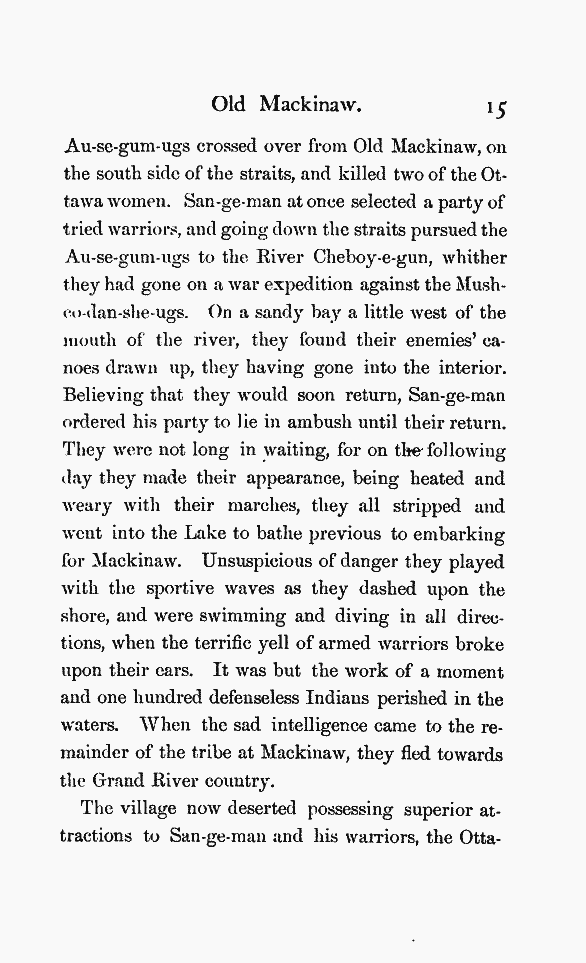 Old Mackinaw. 15
Au-se-gum-ugs crossed over from Old Mackinaw, on
the south side of the straits, and killed two of the Ot-
tawa women. San-ge-man at once selected a party of
tried warriors, and going down the straits pursued the
Au-se-gum-ugs to the River Cheboy-e-gun, whither
they had gone on a war expedition against the Mush-
co-dan-she-ugs. On a sandy bay a little west of the
mouth of the river, they found their enemies' ca-
noes drawn up, they having gone into the interior.
Believing that they would soon return, San-ge-man
ordered his party to lie in ambush until their return.
They were not long in waiting, for on the following
day they made their appearance, being heated and
weary with their marches, they all stripped and
went into the Lake to bathe previous to embarking
for Mackinaw. Unsuspicious of danger they played
with the sportive waves as they dashed upon the
shore, and were swimming and diving in all direc-
tions, when the terrific yell of armed warriors broke
upon their ears. It was but the work of a moment
and one hundred defenseless Indians perished in the
waters. When the sad intelligence came to the re-
mainder of the tribe at Mackinaw, they fled towards
the Grand River country.
The village now deserted possessing superior at-
tractions to San-ge-man and his warriors, the Otta-